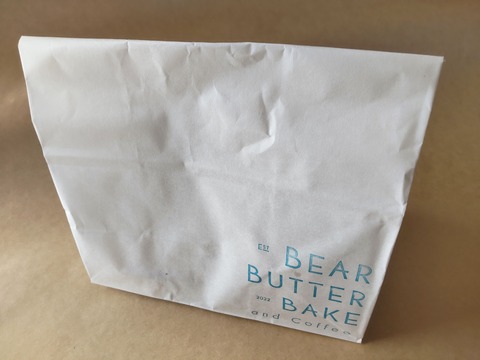 EST BEAR
BUTTER
2022 BAKE
and Coffee